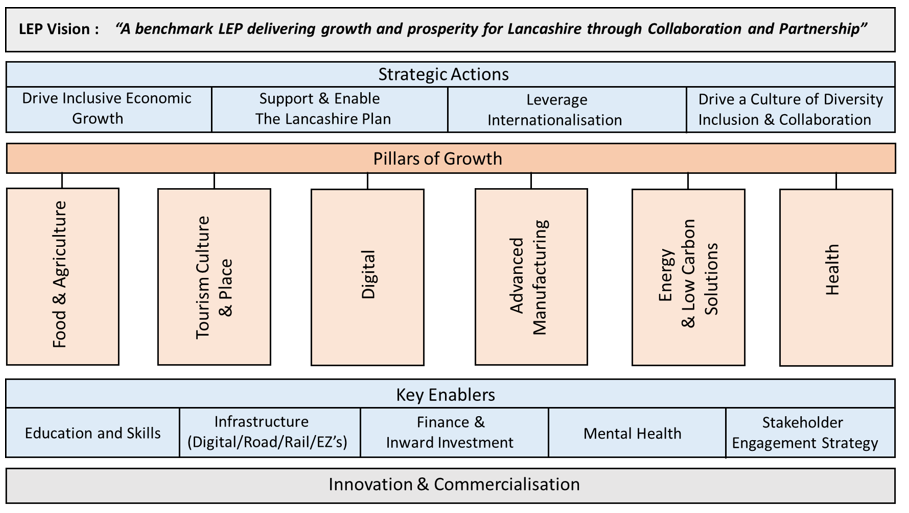 LEP Vision : “A benchmark LEP delivering growth and prosperity for Lancashire through Collaboration and Partnership”
Strategic Actions
Drive Inclusive Economic
Growth
Support & Enable
The Lancashire Plan
Leverage
Internationalisation
Drive a Culture of Diversity
Inclusion & Collaboration
Pillars of Growth
Food & Agriculture
Tourism Culture
& Place
Digital
Advanced
Manufacturing
Energy
& Low Carbon
Solutions
Health
Key Enablers
Education and Skills
Infrastructure
(Digital/Road/Rail/EZ’s)
Finance &
Inward Investment
Mental Health
Stakeholder
Engagement Strategy
Innovation & Commercialisation